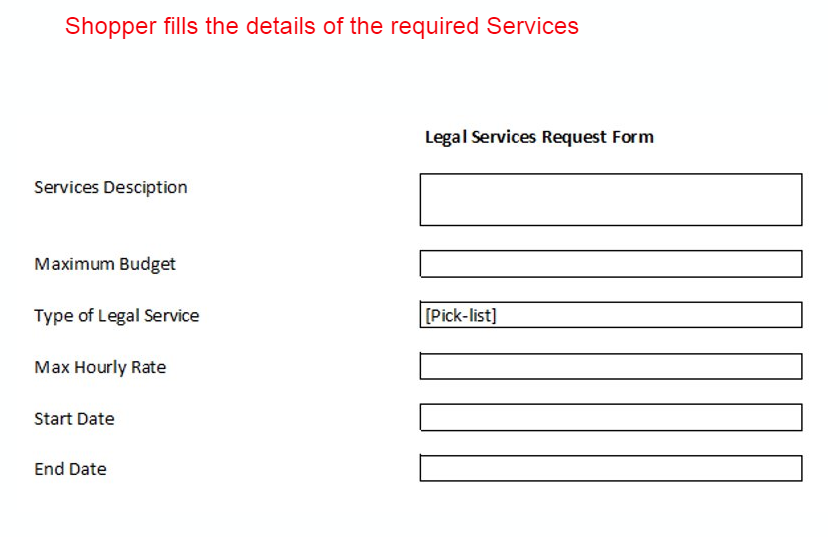 Shopper fills the details of the required Services
Legal Services Request Form
Services Desciption
Maximum Budget
Type of Legal Service [Pick-list]
Max Hourly Rate
Start Date
End Date